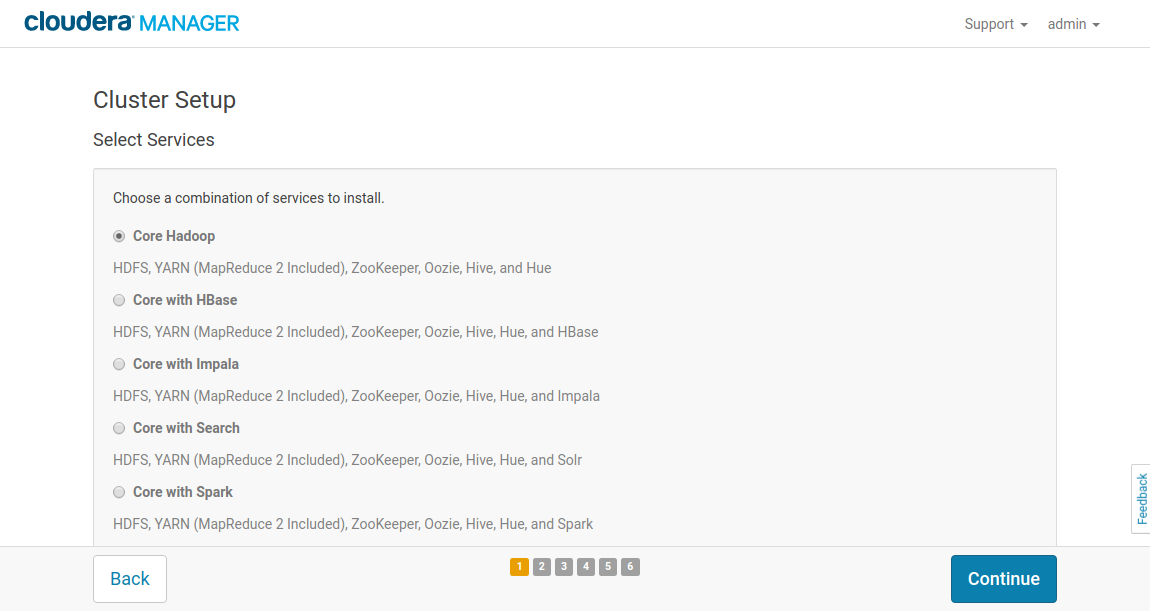 cloudera MANAGER
Support admin
Cluster Setup
Select Services
Choose a combination of services to install.
Core Hadoop
HDFS, YARN (MapReduce 2 Included), ZooKeeper, Oozie, Hive, and Hue
Core with HBase
HDFS, YARN (MapReduce 2 Included), ZooKeeper, Oozie, Hive, Hue, and HBase
Core with Impala
HDFS, YARN (MapReduce 2 Included), ZooKeeper, Oozie, Hive, Hue, and Impala
Core with Search
HDFS, YARN (MapReduce 2 Included), ZooKeeper, Oozie, Hive, Hue, and Solr
Core with Spark
HDFS, YARN (MapReduce 2 Included), ZooKeeper, Oozie, Hive, Hue, and Spark
Feedback
Back 1 2 3 4 5 6 Continue